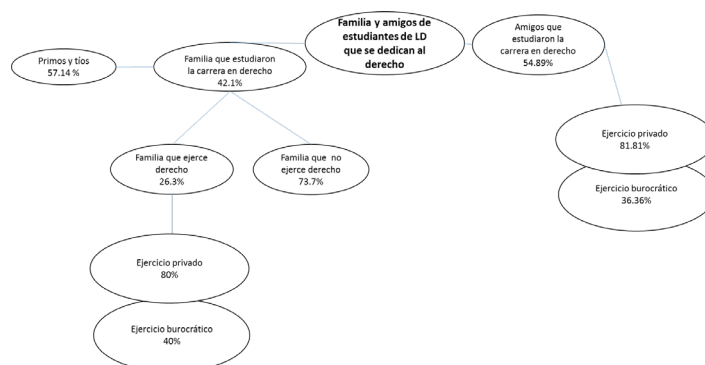 Familia y amigos de
estudiantes de LD
que se dedican al
derecho
Primos y tíos
57.14 %
Familia que estudiaron
la carrera en derecho
42.1%
Amigos que
estudiaron la
carrera en derecho
54.89%
Familia que ejerce
derecho
26.3%
Familia que no
ejerce derecho
73.7%
Ejercicio privado
81.81%
Ejercicio burocrático
36.36%
Ejercicio privado
80%
Ejercicio burocrático
40%